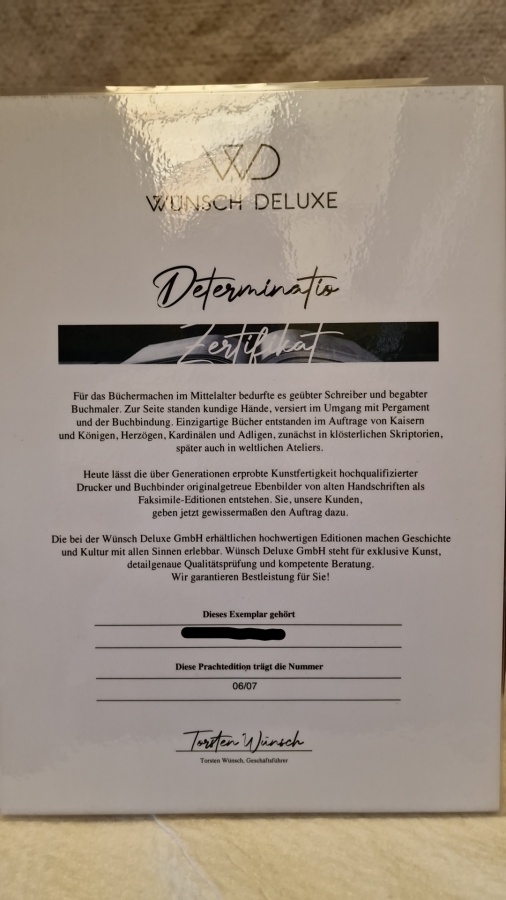 WD
WÜNSCH DELUXE
Determinatio
Zertifikat
Für das Büchermachen im Mittelalter bedurfte es geübter Schreiber und begabter
Buchmaler. Zur Seite standen kundige Hände, versiert im Umgang mit Pergament
und der Buchbindung. Einzigartige Bücher entstanden im Auftrage von Kaisern
und Königen, Herzögen, Kardinälen und Adligen, zunächst in klösterlichen Skriptorien,
später auch in weltlichen Ateliers.
Heute lässt die über Generationen erprobte Kunstfertigkeit hochqualifizierter
Drucker und Buchbinder originalgetreue Ebenbilder von alten Handschriften als
Faksimile-Editionen entstehen. Sie, unsere Kunden,
geben jetzt gewissermaßen den Auftrag dazu.
Die bei der Wünsch Deluxe GmbH erhältlichen hochwertigen Editionen machen Geschichte
und Kultur mit allen Sinnen erlebbar. Wünsch Deluxe GmbH steht für exklusive Kunst,
detailgenaue Qualitätsprüfung und kompetente Beratung.
Wir garantieren Bestleistung für Sie!
Dieses Exemplar gehört
Diese Prachtedition trägt die Nummer
06/07
Torsten Wünsch
Torsten Wünsch, Geschäftsführer